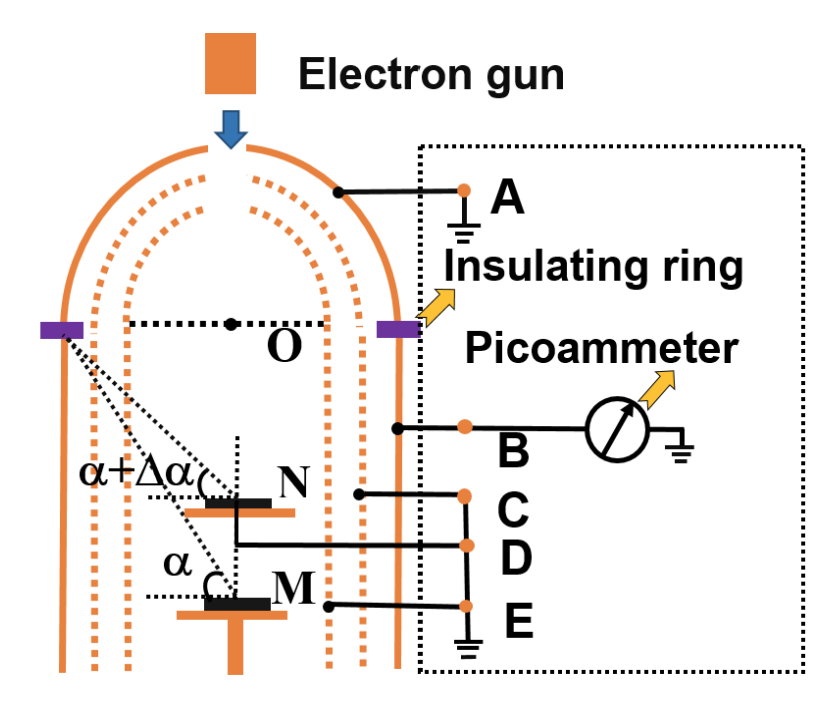 Electron gun
A
Insulating ring
O
Picoammeter
B
α+Δα
N
C
D
α
M
E